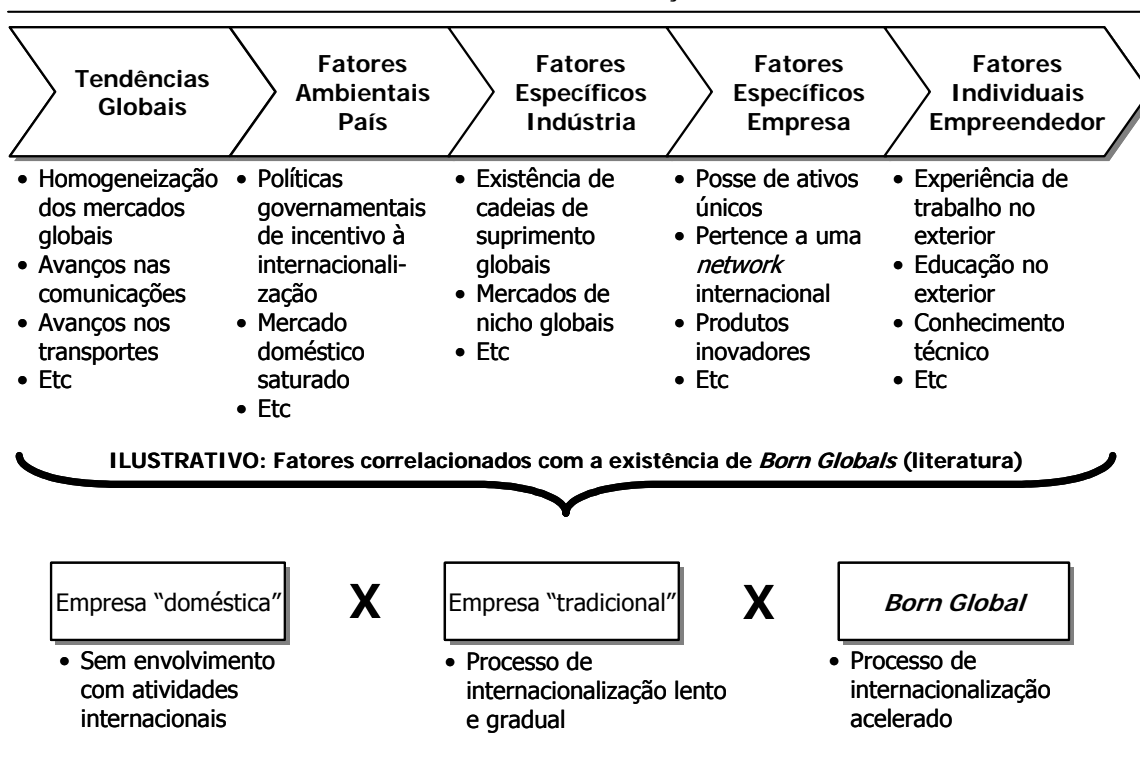 Tendências
Globais
Fatores
Ambientais
País
Fatores
Específicos
Indústria
Fatores
Específicos
Empresa
Fatores
Individuais
Empreendedor
• Homogeneização
dos mercados
globais
• Avanços nas
comunicações
• Avanços nos
transportes
• Etc
• Políticas
governamentais
de incentivo à
internacionali-
zação
• Mercado
doméstico
saturado
• Etc
• Existência de
cadeias de
suprimento
globais
• Mercados de
nicho globais
• Etc
• Posse de ativos
únicos
• Pertence a uma
network
internacional
• Produtos
inovadores
• Etc
• Experiência de
trabalho no
exterior
• Educação no
exterior
• Conhecimento
técnico
• Etc
ILUSTRATIVO: Fatores correlacionados com a existência de Born Globals (literatura)
Empresa “doméstica”
X
Empresa “tradicional”
X
Born Global
• Sem envolvimento
com atividades
internacionais
• Processo de
internacionalização lento
e gradual
• Processo de
internacionalização
acelerado